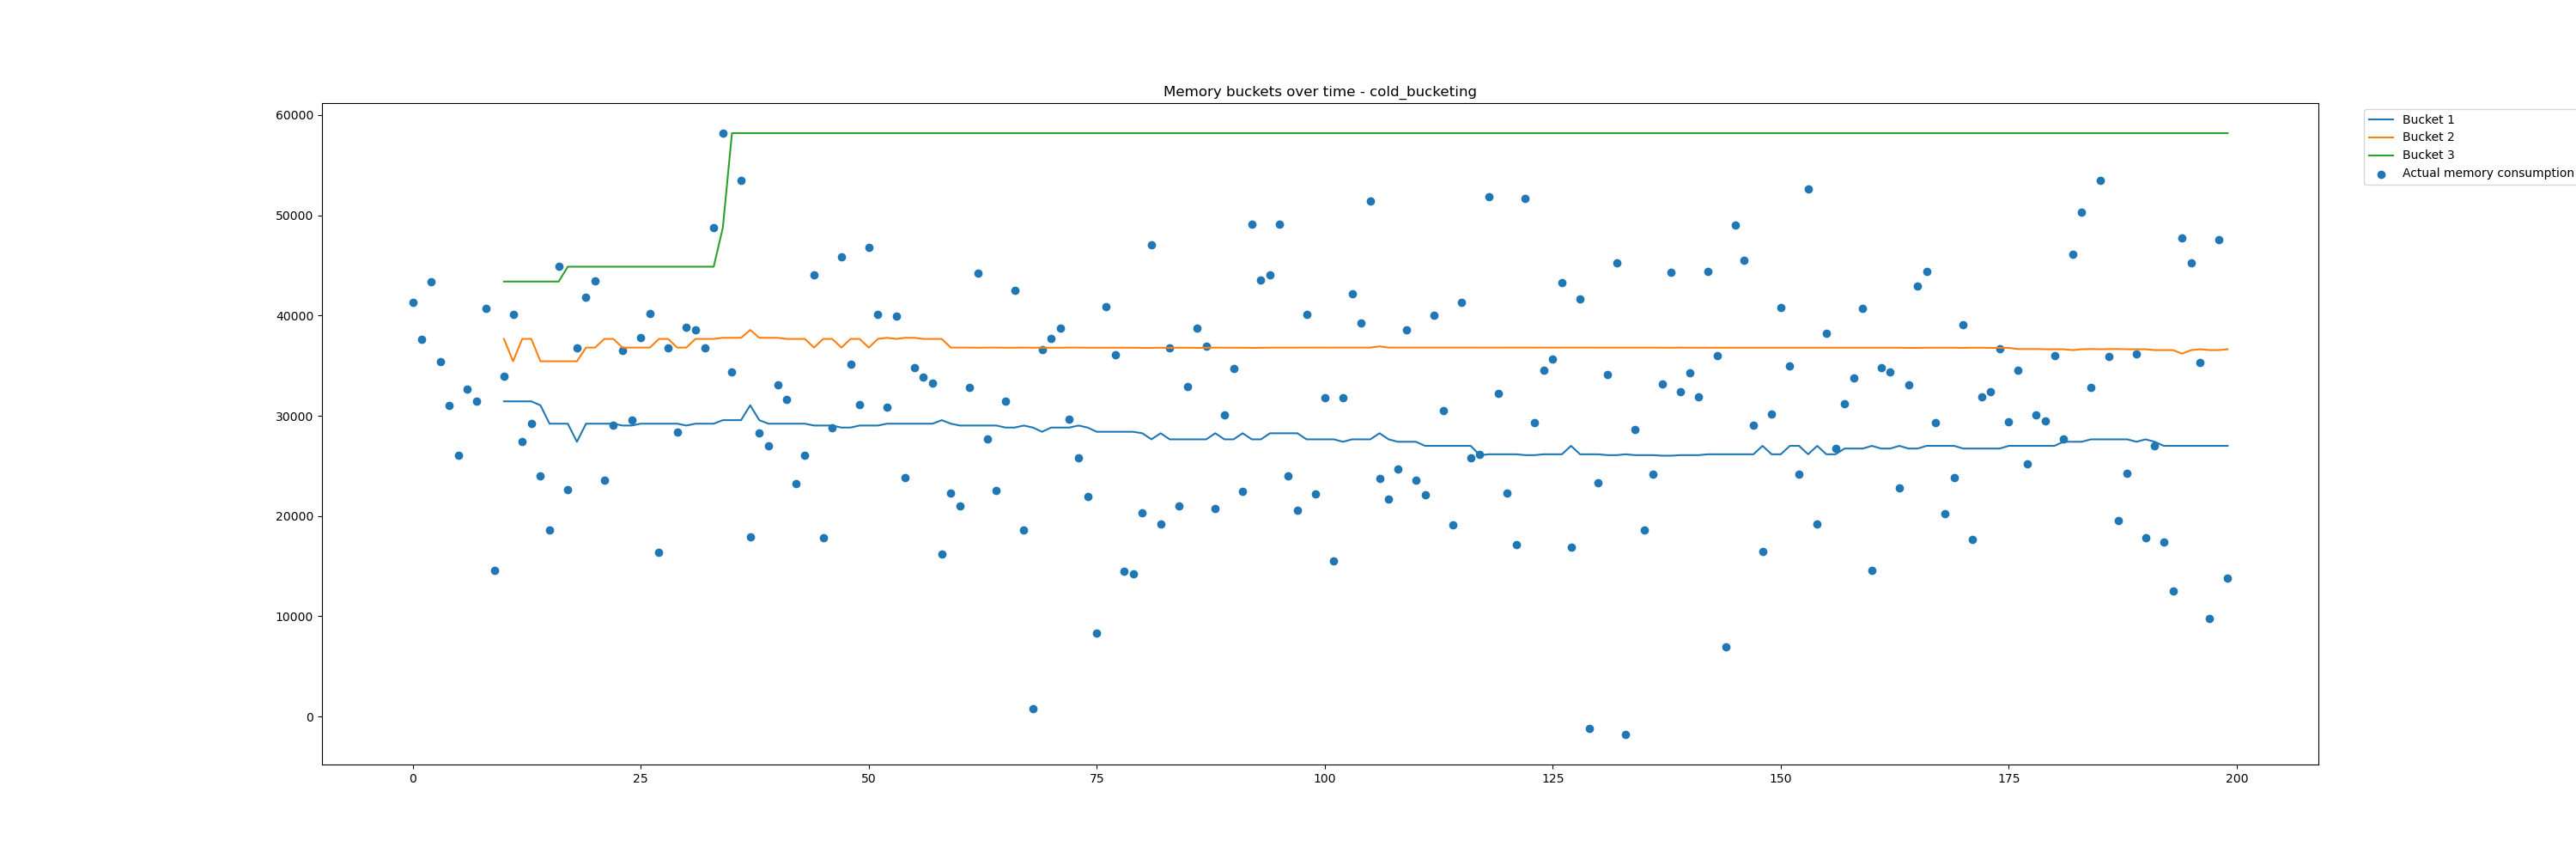 Memory buckets over time - cold_bucketing
60000
50000
40000
30000
20000
10000
0
0 25 50 75 100 125 150 175 200
Bucket 1
Bucket 2
Bucket 3
Actual memory consumption